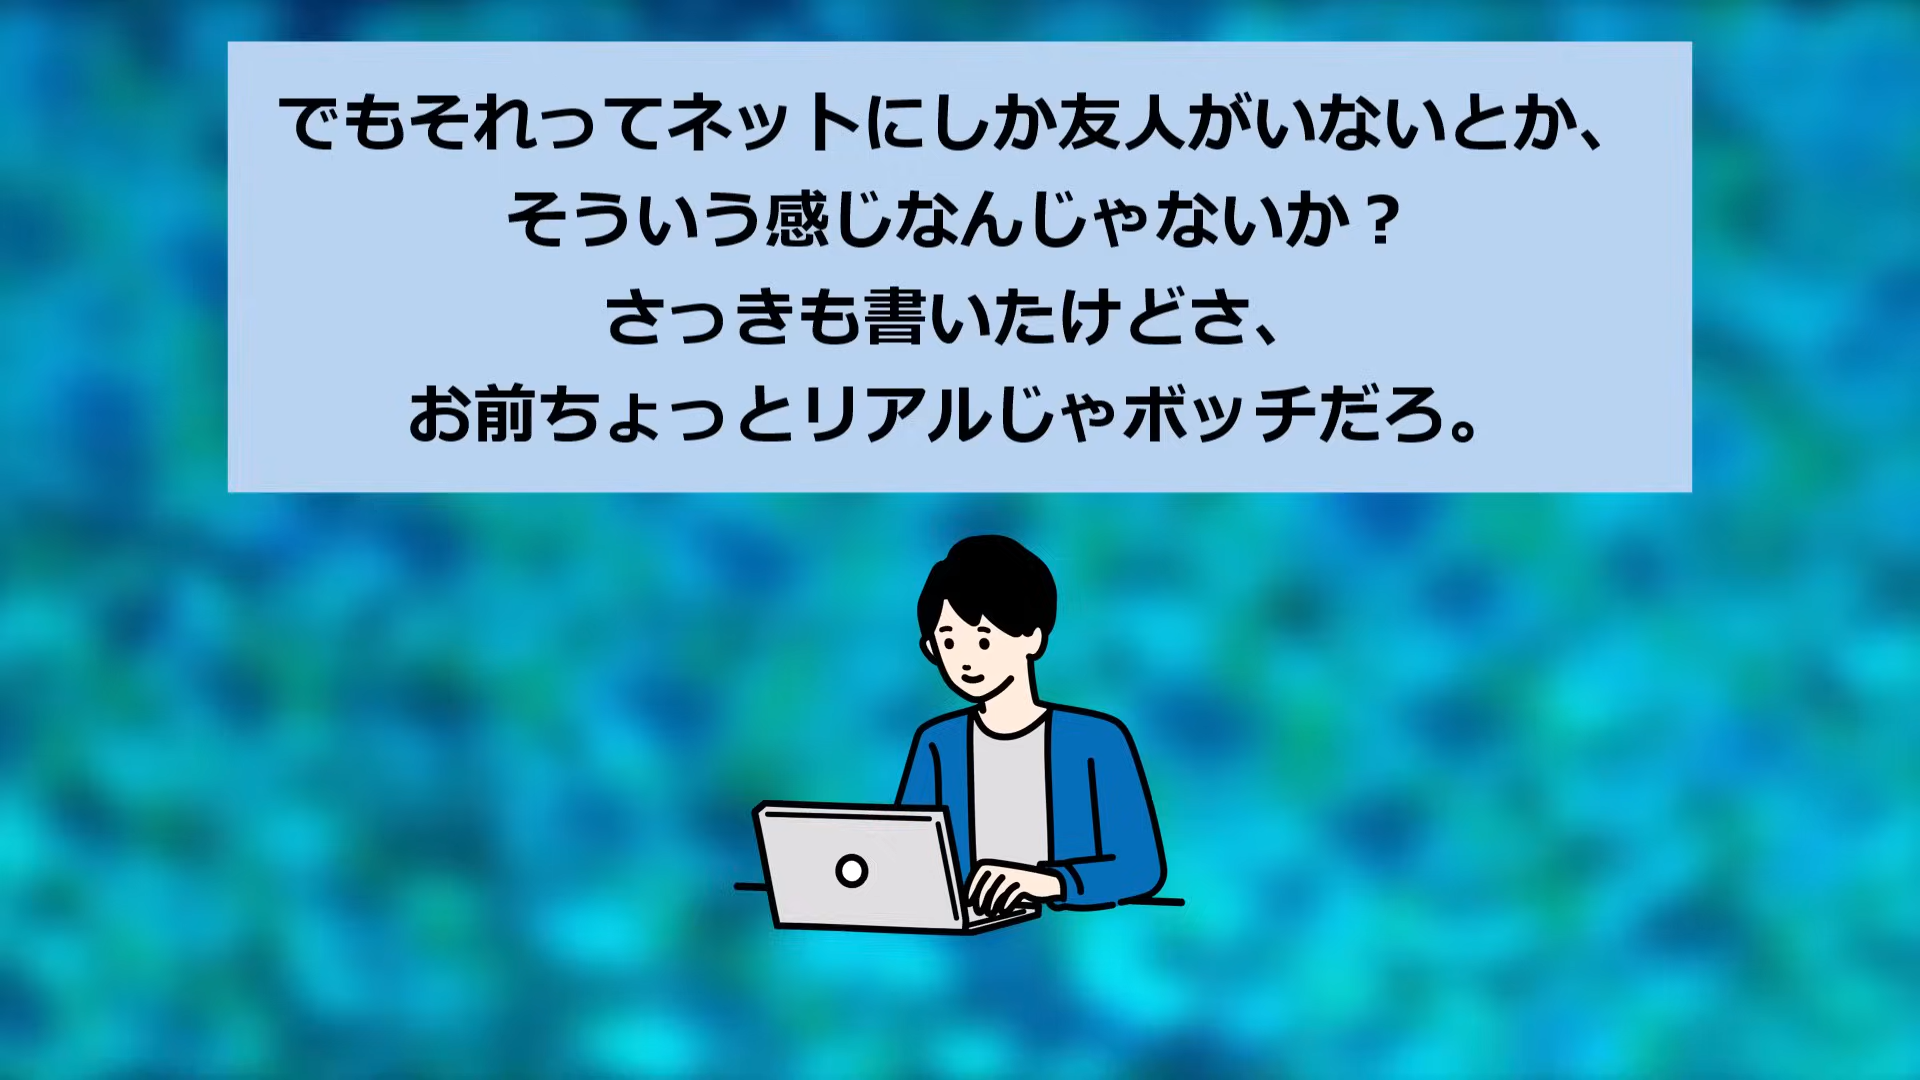 でもそれってネットにしか友人がいないとか、
そういう感じなんじゃないか？
さっきも書いたけどさ、
お前ちょっとリアルじゃボッチだろ。